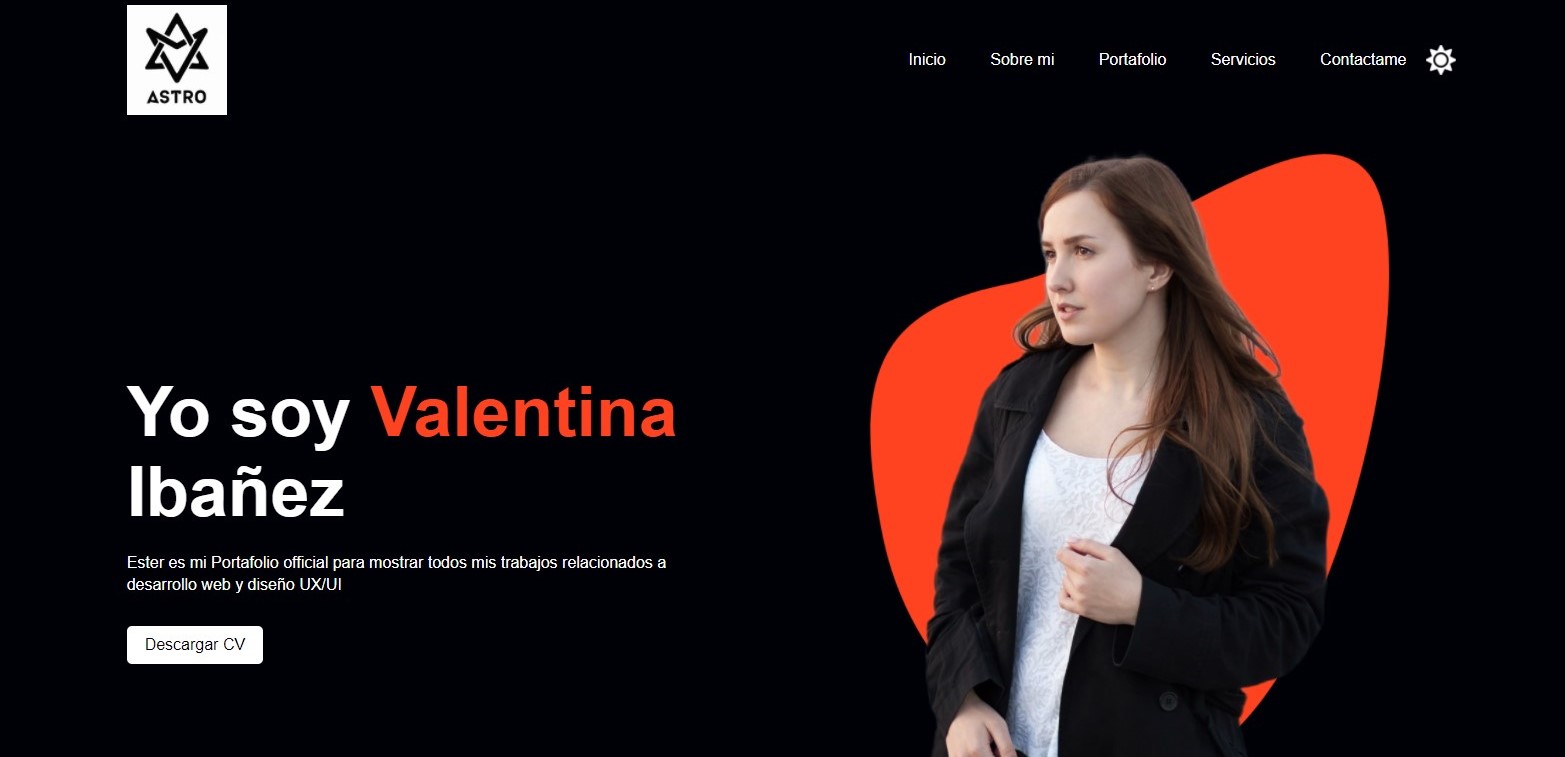 ASTRO
Inicio Sobre mi Portafolio Servicios Contactame
Yo soy Valentina
Ibañez
Ester es mi Portafolio official para mostrar todos mis trabajos relacionados a
desarrollo web y diseño UX/UI
Descargar CV